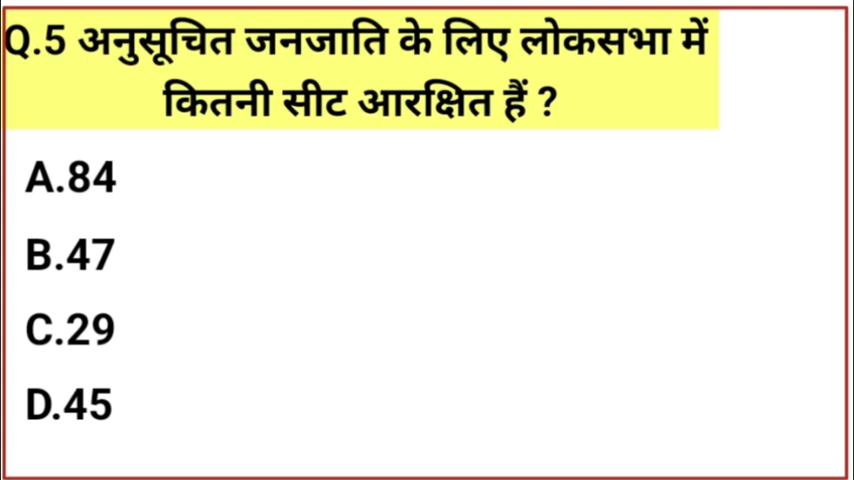 Q.5 अनुसूचित जनजाति के लिए लोकसभा में
कितनी सीट आरक्षित हैं ?
A.84
B.47
C.29
D.45